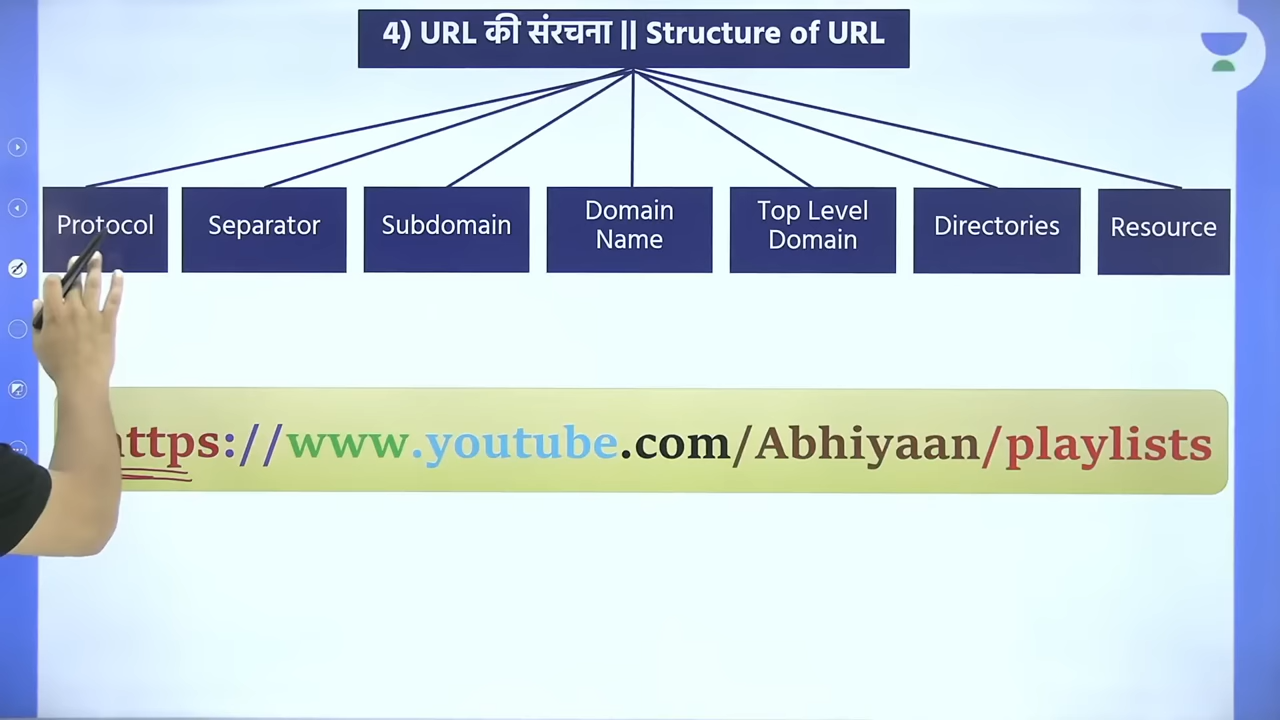 4) URL की संरचना || Structure of URL
Protocol
Separator
Subdomain
Domain
Name
Top Level
Domain
Directories
Resource
https://www.youtube.com/Abhiyaan/playlists